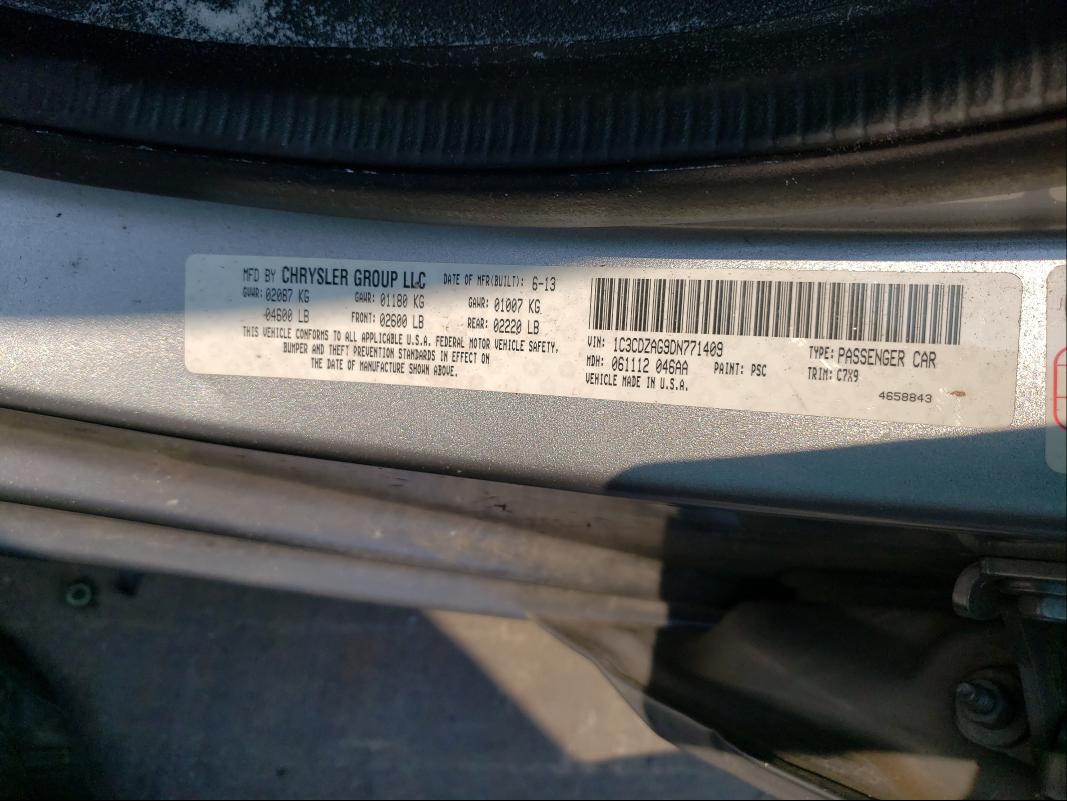 MFD BY CHRYSLER GROUP LLC DATE OF MFR(BUILT): 6-13
GVWR: 02087 KG GAWR: 01180 KG GAWR: 01007 KG
04600 LB FRONT: 02600 LB REAR: 02220 LB
THIS VEHICLE CONFORMS TO ALL APPLICABLE U.S.A. FEDERAL MOTOR VEHICLE SAFETY,
BUMPER AND THEFT PREVENTION STANDARDS IN EFFECT ON
THE DATE OF MANUFACTURE SHOWN ABOVE.
VIN: 1C3CDZAG9DN771409 TYPE: PASSENGER CAR
MDH: 061112 046AA PAINT: PSC TRIM: C7X9
VEHICLE MADE IN U.S.A.
4658843